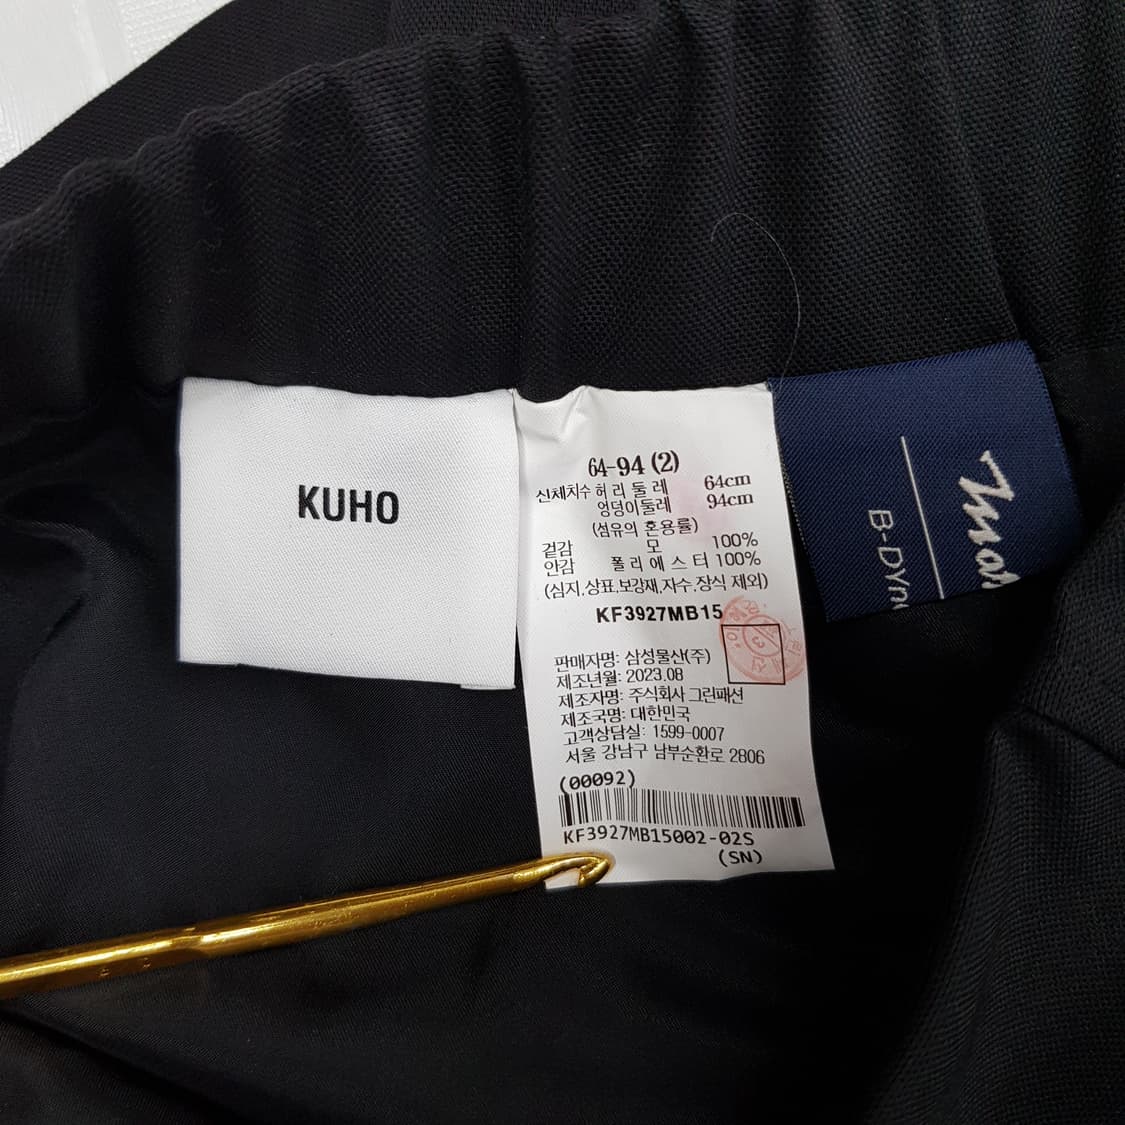 KUHO
64-94 (2)
신체치수 허 리 둘 레 64cm
엉덩이둘레 94cm
(섬유의 혼용률)
겉감 모 100%
안감 폴 리 에 스 터 100%
(심지,상표,보강재,자수,장식 제외)
KF3927MB15
판매자명: 삼성물산(주)
제조년월: 2023.08
제조자명: 주식회사 그린패션
제조국명: 대한민국
고객상담실: 1599-0007
서울 강남구 남부순환로 2806
(00092)
KF3927MB15002-02S
(SN)